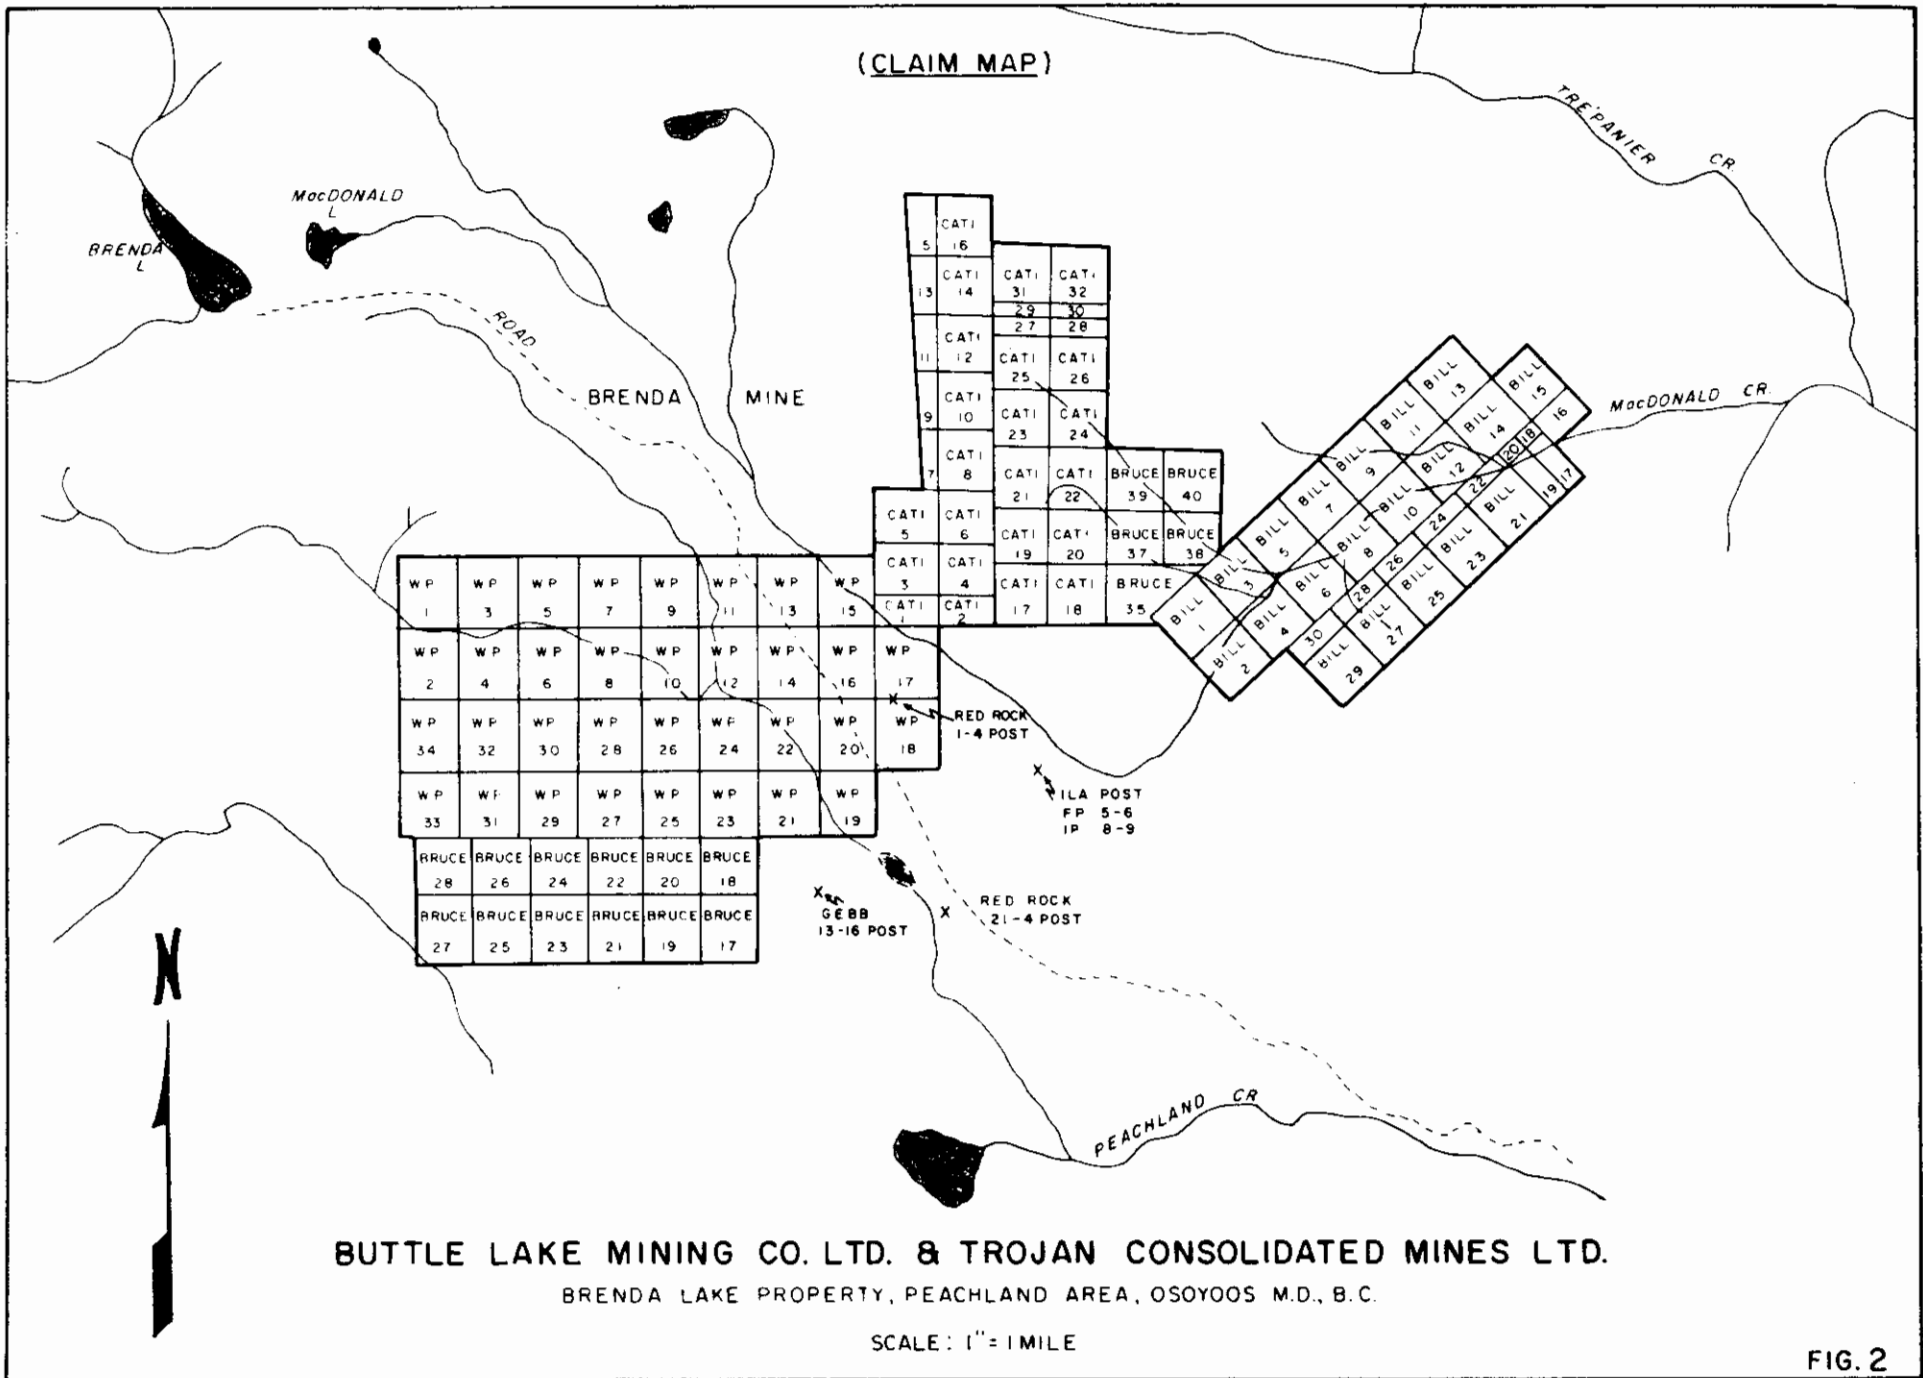 (CLAIM MAP)
TRE'PANIER CR.
MacDONALD
L
BRENDA
L
ROAD
BRENDA MINE
MacDONALD CR.
5 CATI 16
13 CATI 14
11 CATI 12
9 CATI 10
7 CATI 8
CATI 31 CATI 32
29 30
27 28
CATI 25 CATI 26
CATI 23 CATI 24
CATI 21 CATI 22 BRUCE 39 BRUCE 40
CATI 5 CATI 6
CATI 19 CATI 20 BRUCE 37 BRUCE 38
CATI 3 CATI 4
CATI 17 CATI 18 BRUCE 35
CATI 1 CATI 2
BILL 13 BILL 15
BILL 11 BILL 14 16
BILL 9 BILL 12 20 18
BILL 7 BILL 10 22 BILL 21 19 17
BILL 5 BILL 8 24 BILL 23
BILL 3 BILL 6 26 BILL 25
BILL 1 BILL 4 28 BILL 27
BILL 2 30 BILL 29
WP WP WP WP WP WP WP WP
1 3 5 7 9 11 13 15
WP WP WP WP WP WP WP WP WP
2 4 6 8 10 12 14 16 17
WP WP WP WP WP WP WP WP WP
34 32 30 28 26 24 22 20 18
WP WP WP WP WP WP WP WP
33 31 29 27 25 23 21 19
BRUCE BRUCE BRUCE BRUCE BRUCE BRUCE
28 26 24 22 20 18
BRUCE BRUCE BRUCE BRUCE BRUCE BRUCE
27 25 23 21 19 17
X RED ROCK
1-4 POST
X ILA POST
FP 5-6
IP 8-9
X GEBB
13-16 POST
X RED ROCK
21-4 POST
N
PEACHLAND CR
BUTTLE LAKE MINING CO. LTD. & TROJAN CONSOLIDATED MINES LTD.
BRENDA LAKE PROPERTY, PEACHLAND AREA, OSOYOOS M.D., B.C.
SCALE: 1" = 1 MILE
FIG. 2